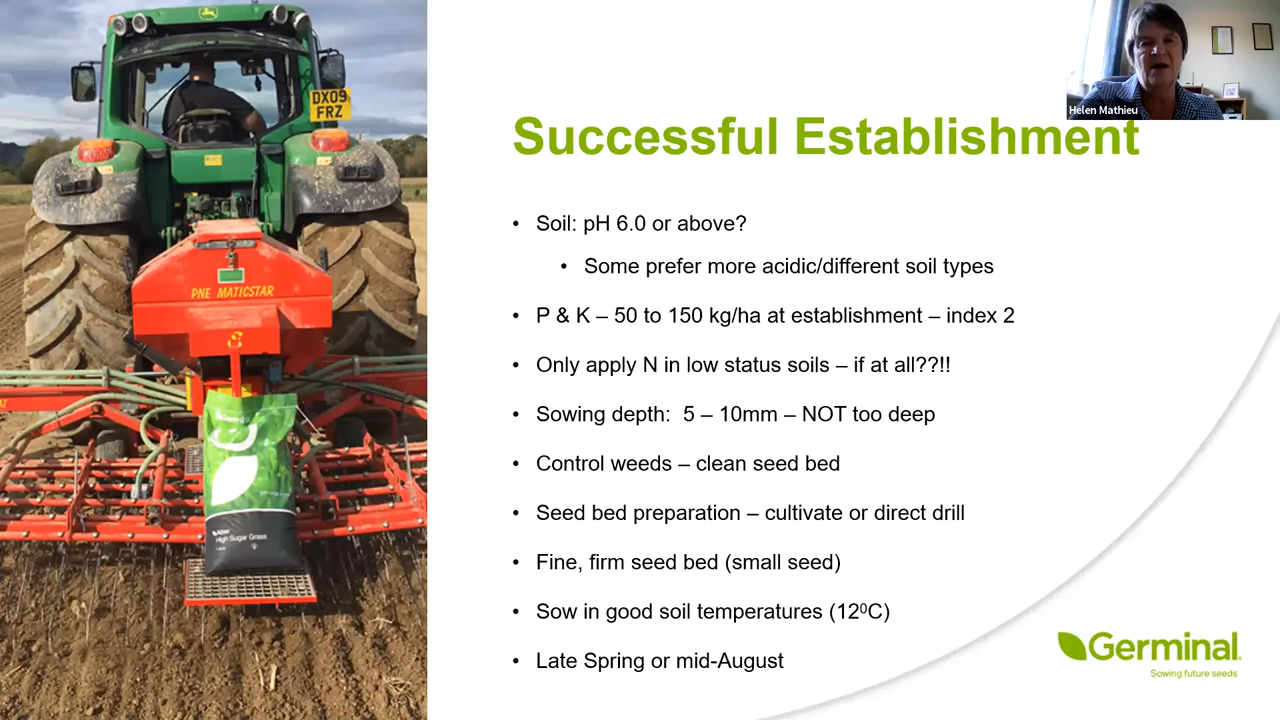 DX09
FRZ
PNE MATICSTAR
Germinal
Aber
High Sugar Grass
Helen Mathieu
Successful Establishment
• Soil: pH 6.0 or above?
• Some prefer more acidic/different soil types
• P & K – 50 to 150 kg/ha at establishment – index 2
• Only apply N in low status soils – if at all??!!
• Sowing depth:  5 – 10mm – NOT too deep
• Control weeds – clean seed bed
• Seed bed preparation – cultivate or direct drill
• Fine, firm seed bed (small seed)
• Sow in good soil temperatures (12⁰C)
• Late Spring or mid-August
Germinal
Sowing future seeds